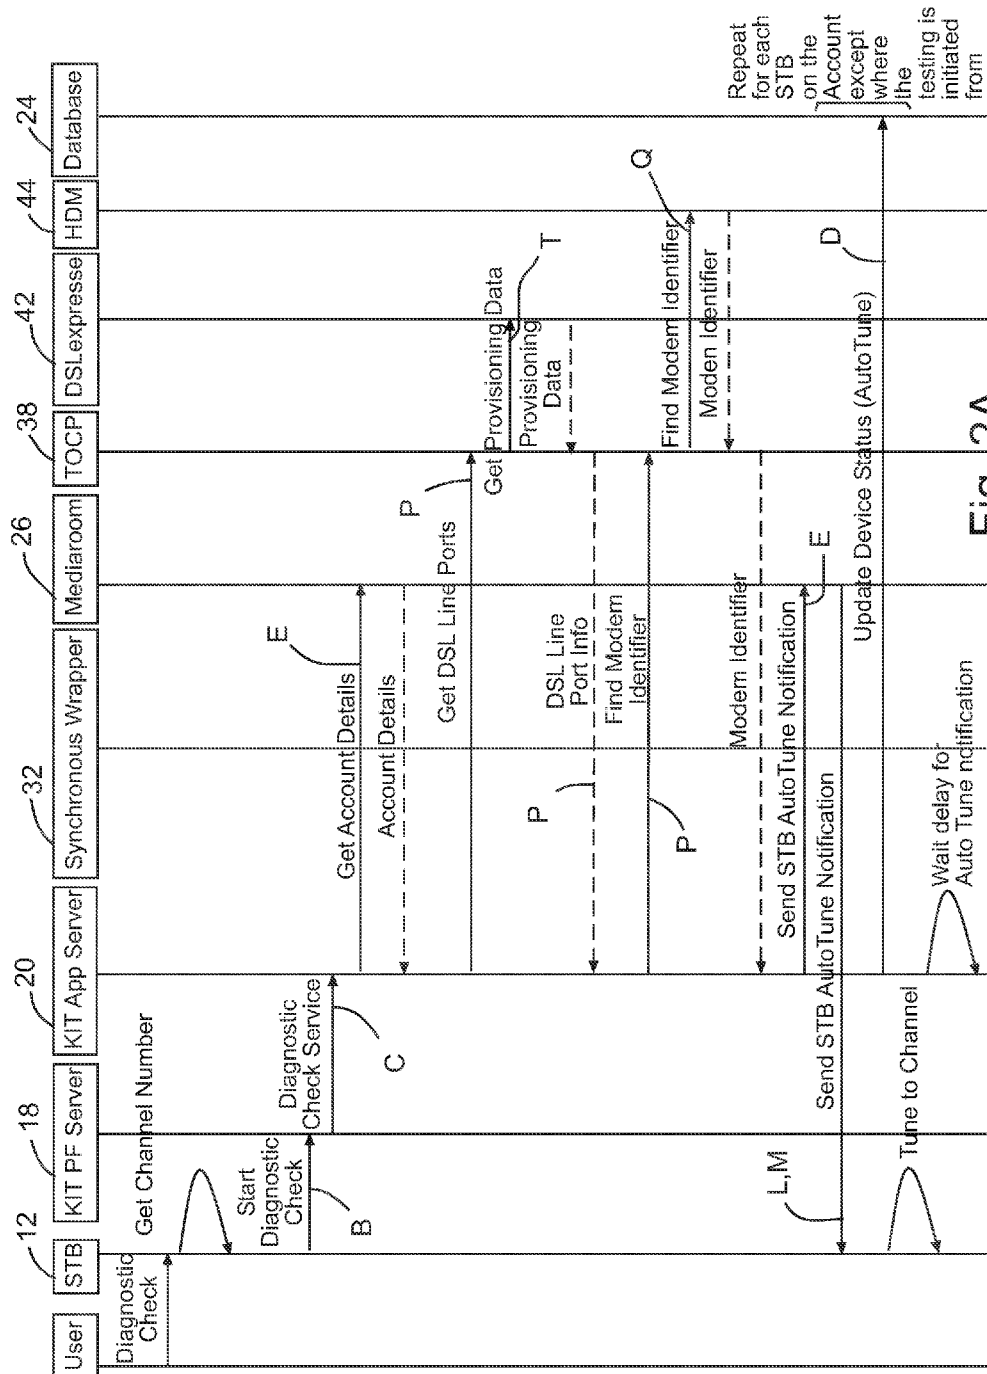 User
STB
KIT PF Server
KIT App Server
Synchronous Wrapper
Mediaroom
TOCP
DSLexpresse
HDM
Database
12
18
20
32
26
38
42
44
24
Diagnostic
Check
Get Channel Number
Start
Diagnostic
Check
B
Diagnostic
Check Service
C
Get Account Details
E
Account Details
Get DSL Line Ports
P
Get Provisioning Data
T
Provisioning
Data
DSL Line
Port Info
P
Find Modem
Identifier
P
Find Modem Identifier
Q
Moden Identifier
Modem Identifier
Send STB AutoTune Notification
E
Send STB AutoTune Notification
L,M
Update Device Status (AutoTune)
D
Tune to Channel
Wait delay for
Auto Tune notification
Repeat
for each
STB
on the
Account
except
where
the
testing is
initiated
from
Fig. 2A